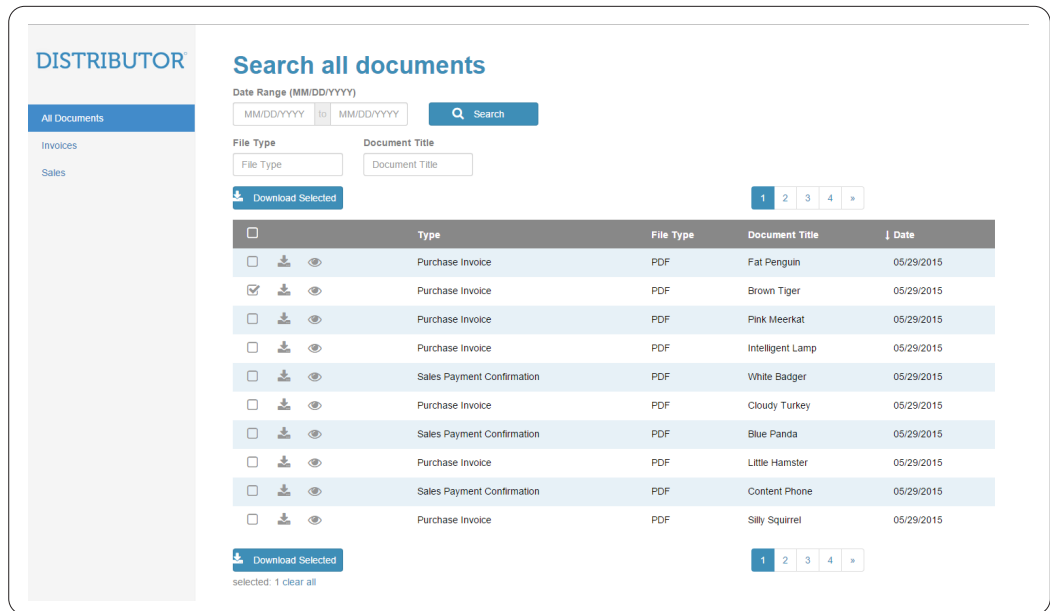 DISTRIBUTOR
All Documents
Invoices
Sales
Search all documents
Date Range (MM/DD/YYYY)
MM/DD/YYYY to MM/DD/YYYY Search
File Type Document Title
File Type Document Title
Download Selected 1 2 3 4 »
Type File Type Document Title ↓ Date
Purchase Invoice PDF Fat Penguin 05/29/2015
Purchase Invoice PDF Brown Tiger 05/29/2015
Purchase Invoice PDF Pink Meerkat 05/29/2015
Purchase Invoice PDF Intelligent Lamp 05/29/2015
Sales Payment Confirmation PDF White Badger 05/29/2015
Purchase Invoice PDF Cloudy Turkey 05/29/2015
Sales Payment Confirmation PDF Blue Panda 05/29/2015
Purchase Invoice PDF Little Hamster 05/29/2015
Sales Payment Confirmation PDF Content Phone 05/29/2015
Purchase Invoice PDF Silly Squirrel 05/29/2015
Download Selected 1 2 3 4 »
selected: 1 clear all